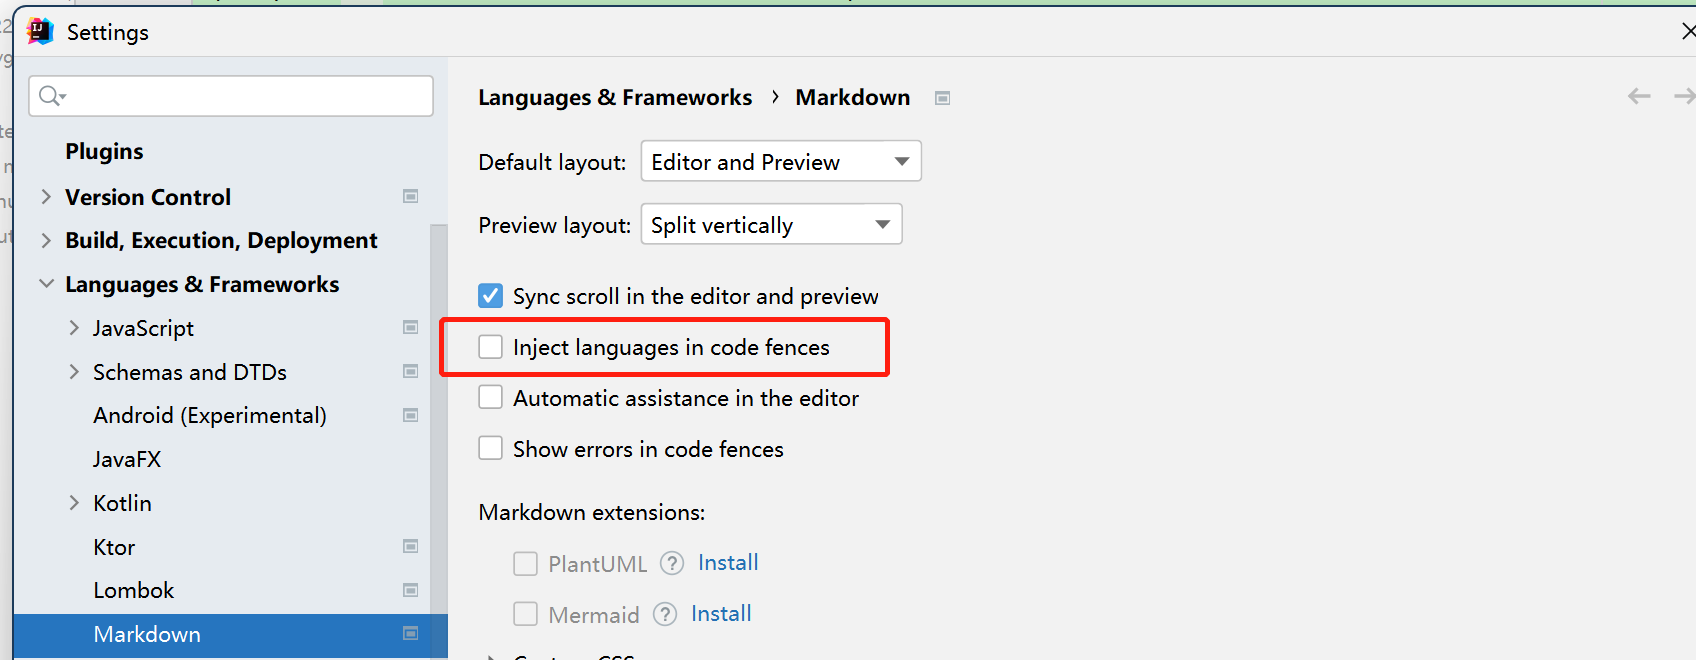 Settings
Plugins
Version Control
Build, Execution, Deployment
Languages & Frameworks
JavaScript
Schemas and DTDs
Android (Experimental)
JavaFX
Kotlin
Ktor
Lombok
Markdown
Languages & Frameworks › Markdown
Default layout: Editor and Preview
Preview layout: Split vertically
Sync scroll in the editor and preview
Inject languages in code fences
Automatic assistance in the editor
Show errors in code fences
Markdown extensions:
PlantUML ? Install
Mermaid ? Install